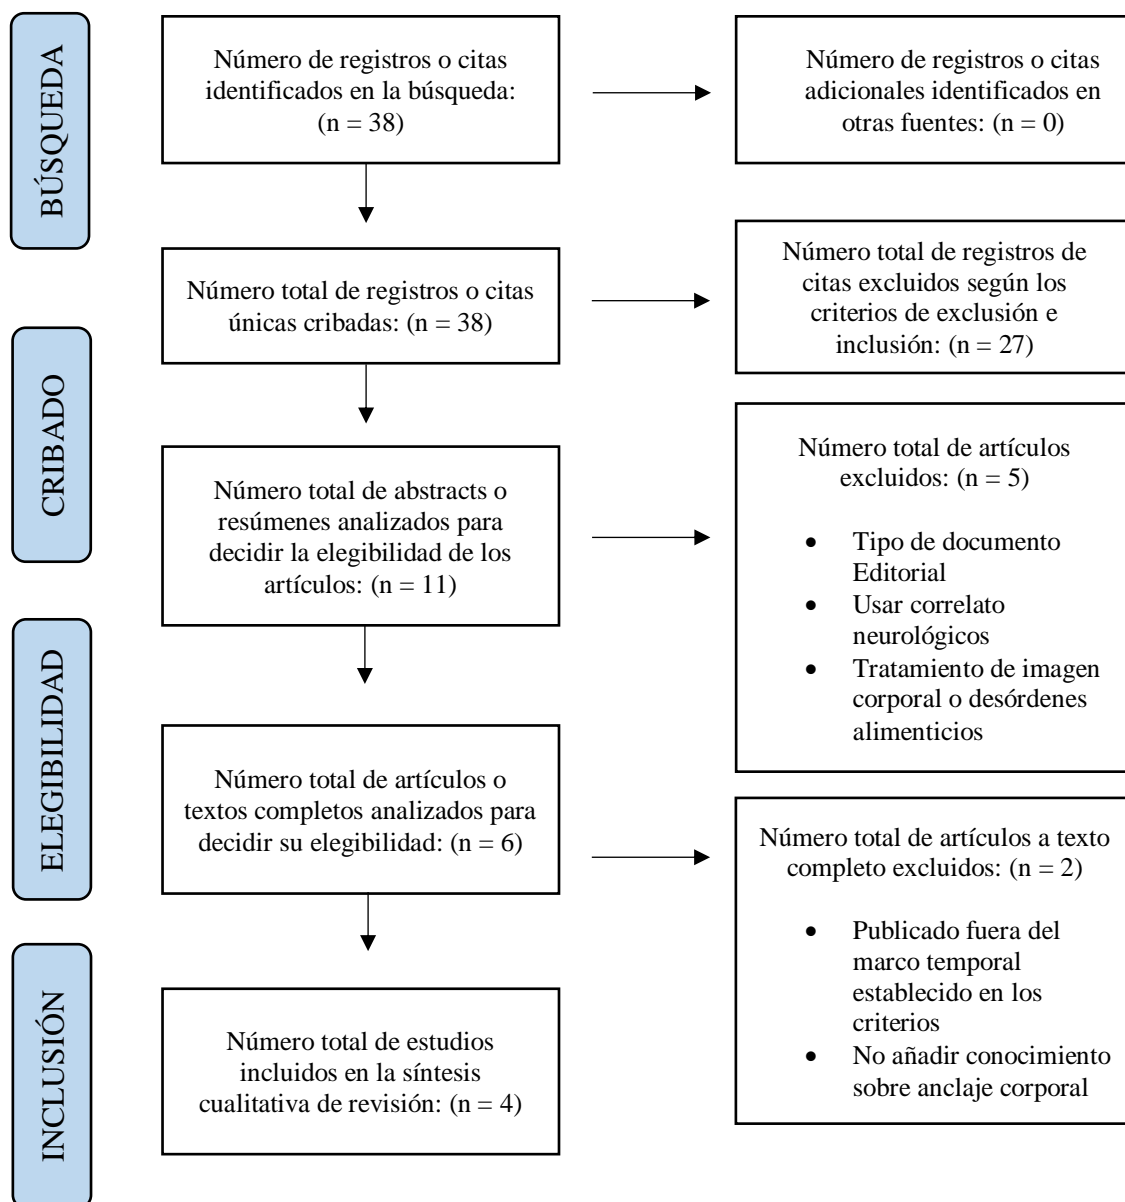 BÚSQUEDA
Número de registros o citas
identificados en la búsqueda:
(n = 38)
Número de registros o citas
adicionales identificados en
otras fuentes: (n = 0)
Número total de registros o citas
únicas cribadas: (n = 38)
Número total de registros de
citas excluidos según los
criterios de exclusión e
inclusión: (n = 27)
CRIBADO
Número total de abstracts o
resúmenes analizados para
decidir la elegibilidad de los
artículos: (n = 11)
Número total de artículos
excluidos: (n = 5)
• Tipo de documento
Editorial
• Usar correlato
neurológicos
• Tratamiento de imagen
corporal o desórdenes
alimenticios
ELEGIBILIDAD
Número total de artículos o
textos completos analizados para
decidir su elegibilidad: (n = 6)
Número total de artículos a texto
completo excluidos: (n = 2)
• Publicado fuera del
marco temporal
establecido en los
criterios
• No añadir conocimiento
sobre anclaje corporal
INCLUSIÓN
Número total de estudios
incluidos en la síntesis
cualitativa de revisión: (n = 4)